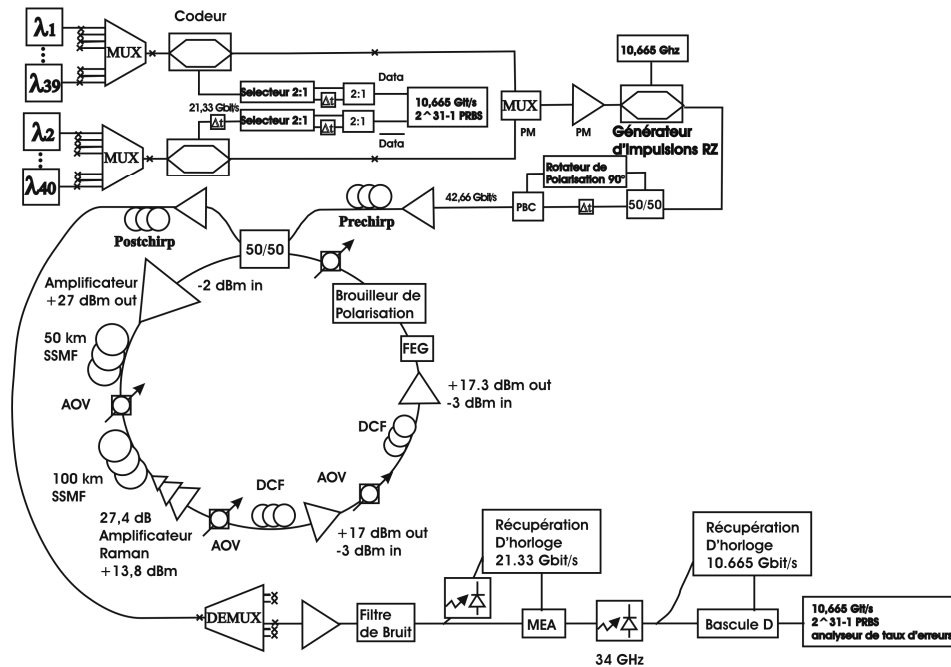 Codeur
λ1
MUX
λ39
Data
Selecteur 2:1
Δt
2:1
21,33 Gbit/s
Δt
Selecteur 2:1
Δt
2:1
Data
10,665 Git/s
2^31-1 PRBS
λ2
MUX
λ40
MUX
PM
PM
10,665 Ghz
Générateur
d'impulsions RZ
Rotateur de
Polarisation 90°
PBC
Δt
50/50
42,66 Gbit/s
Prechirp
Postchirp
50/50
Amplificateur
+27 dBm out
-2 dBm in
Brouilleur de
Polarisation
FEG
50 km
SSMF
+17.3 dBm out
-3 dBm in
AOV
DCF
100 km
SSMF
DCF
AOV
27,4 dB
Amplificateur
Raman
+13,8 dBm
AOV
+17 dBm out
-3 dBm in
Récupération
D'horloge
21.33 Gbit/s
Récupération
D'horloge
10.665 Gbit/s
DEMUX
Filtre
de Bruit
MEA
34 GHz
Bascule D
10,665 Git/s
2^31-1 PRBS
analyseur de taux d'erreurs